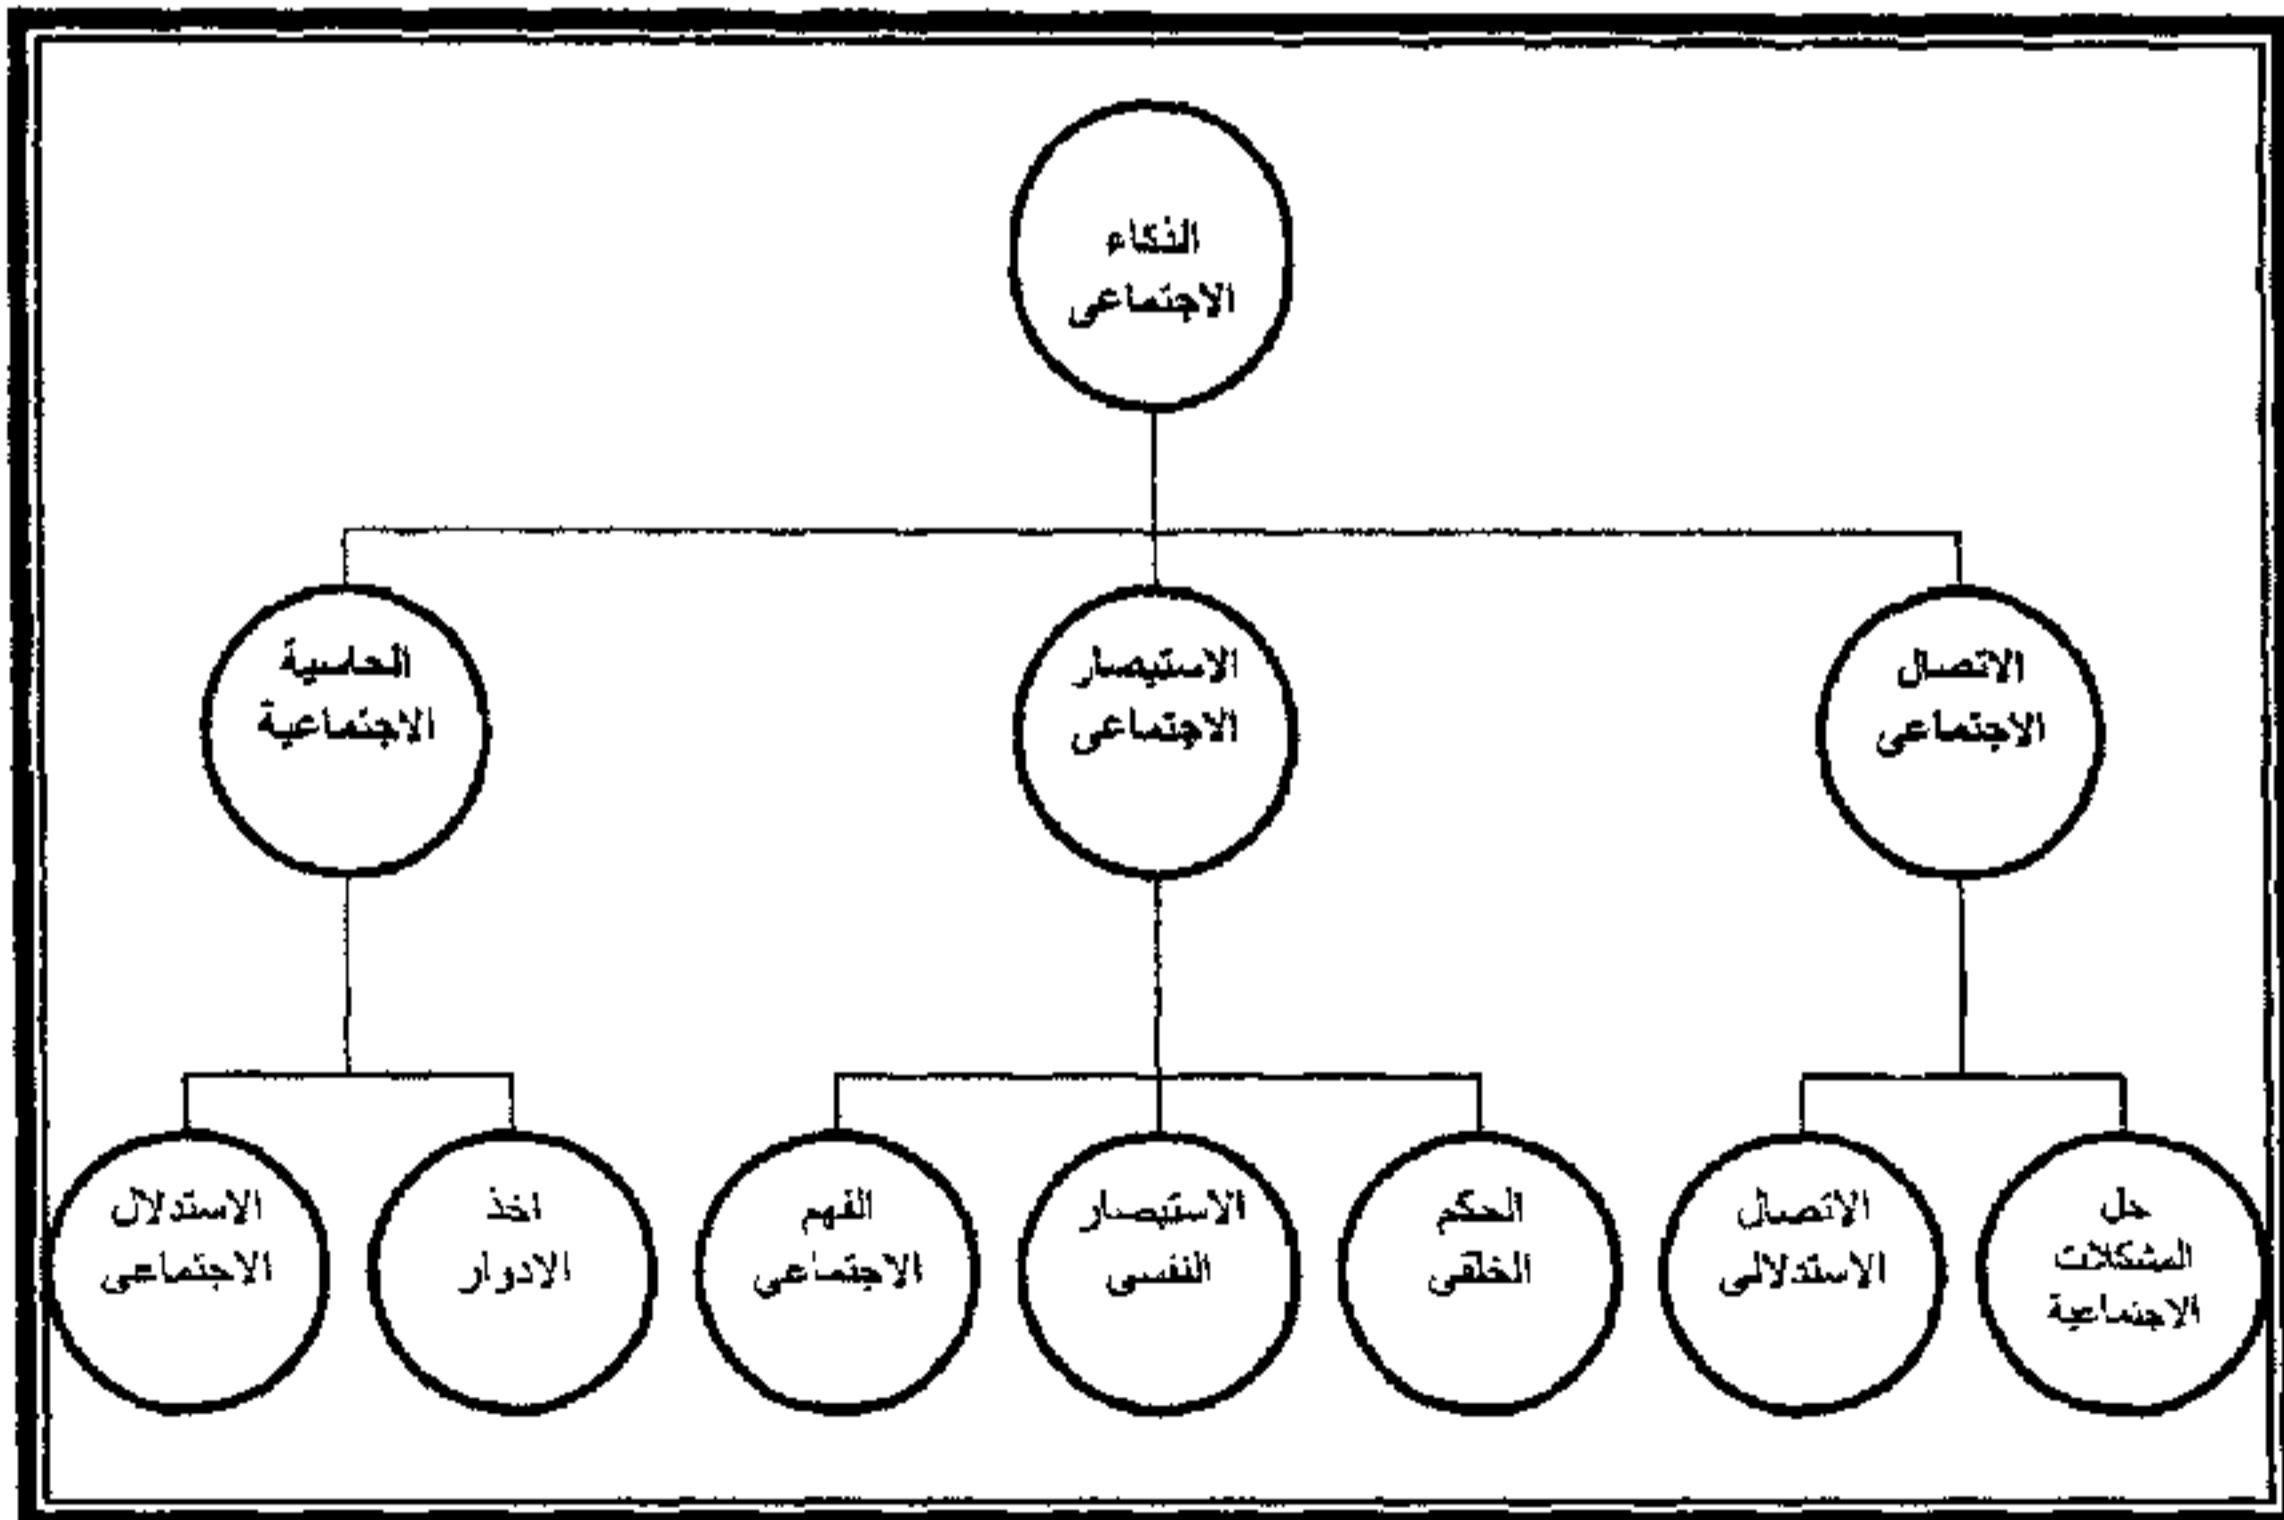 الذكاء
الاجتماعى
الاتصال
الاجتماعى
الاستبصار
الاجتماعى
الحاسية
الاجتماعية
حل
المشكلات
الاجتماعية
الاتصال
الاستدلالى
الحكم
الخلقى
الاستبصار
النفسى
الفهم
الاجتماعى
اخذ
الادوار
الاستدلال
الاجتماعى